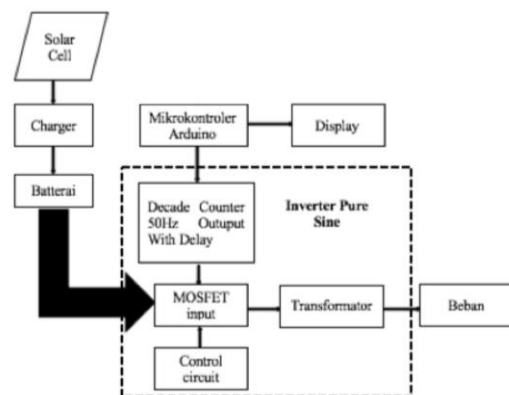 Solar
Cell
Charger
Batterai
Mikrokontroler
Arduino
Display
Decade Counter
50Hz Outuput
With Delay
Inverter Pure
Sine
MOSFET
input
Transformator
Beban
Control
circuit